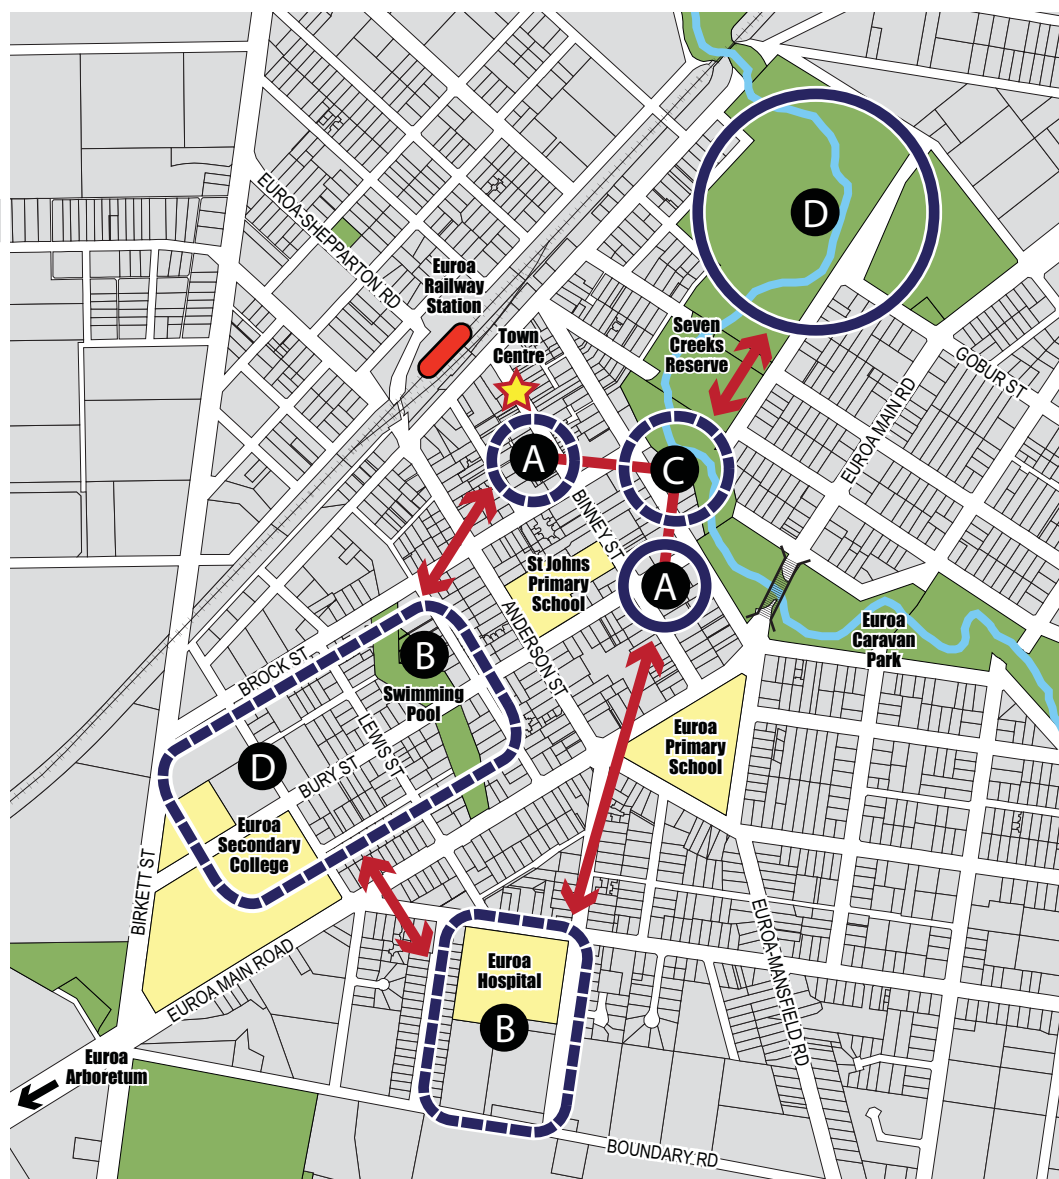 D
EUROA-SHEPPARTON RD
Euroa
Railway
Station
Town
Centre
Seven
Creeks
Reserve
GOBUR ST
EUROA MAIN RD
A
C
BINNEY ST
St Johns
Primary
School
A
ANDERSON ST
Euroa
Caravan
Park
BROCK ST
B
Swimming
Pool
LEWIS ST
D
BURY ST
Euroa
Primary
School
Euroa
Secondary
College
BIRKETT ST
EUROA MAIN ROAD
EUROA-MANSFIELD RD
Euroa
Hospital
B
Euroa
Arboretum
BOUNDARY RD